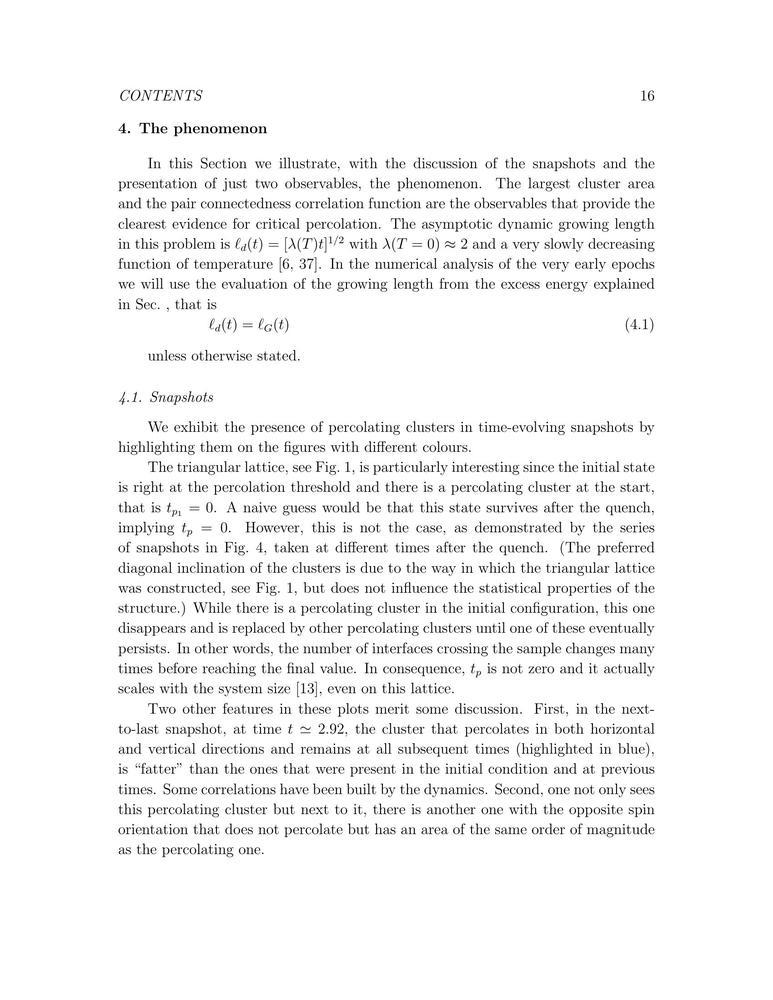 CONTENTS 16
4. The phenomenon
In this Section we illustrate, with the discussion of the snapshots and the
presentation of just two observables, the phenomenon. The largest cluster area
and the pair connectedness correlation function are the observables that provide the
clearest evidence for critical percolation. The asymptotic dynamic growing length
in this problem is ℓ_d(t) = [λ(T)t]^{1/2} with λ(T = 0) ≈ 2 and a very slowly decreasing
function of temperature [6, 37]. In the numerical analysis of the very early epochs
we will use the evaluation of the growing length from the excess energy explained
in Sec. , that is
ℓ_d(t) = ℓ_G(t) (4.1)
unless otherwise stated.
4.1. Snapshots
We exhibit the presence of percolating clusters in time-evolving snapshots by
highlighting them on the figures with different colours.
The triangular lattice, see Fig. 1, is particularly interesting since the initial state
is right at the percolation threshold and there is a percolating cluster at the start,
that is t_{p_1} = 0. A naive guess would be that this state survives after the quench,
implying t_p = 0. However, this is not the case, as demonstrated by the series
of snapshots in Fig. 4, taken at different times after the quench. (The preferred
diagonal inclination of the clusters is due to the way in which the triangular lattice
was constructed, see Fig. 1, but does not influence the statistical properties of the
structure.) While there is a percolating cluster in the initial configuration, this one
disappears and is replaced by other percolating clusters until one of these eventually
persists. In other words, the number of interfaces crossing the sample changes many
times before reaching the final value. In consequence, t_p is not zero and it actually
scales with the system size [13], even on this lattice.
Two other features in these plots merit some discussion. First, in the next-
to-last snapshot, at time t ≃ 2.92, the cluster that percolates in both horizontal
and vertical directions and remains at all subsequent times (highlighted in blue),
is “fatter” than the ones that were present in the initial condition and at previous
times. Some correlations have been built by the dynamics. Second, one not only sees
this percolating cluster but next to it, there is another one with the opposite spin
orientation that does not percolate but has an area of the same order of magnitude
as the percolating one.